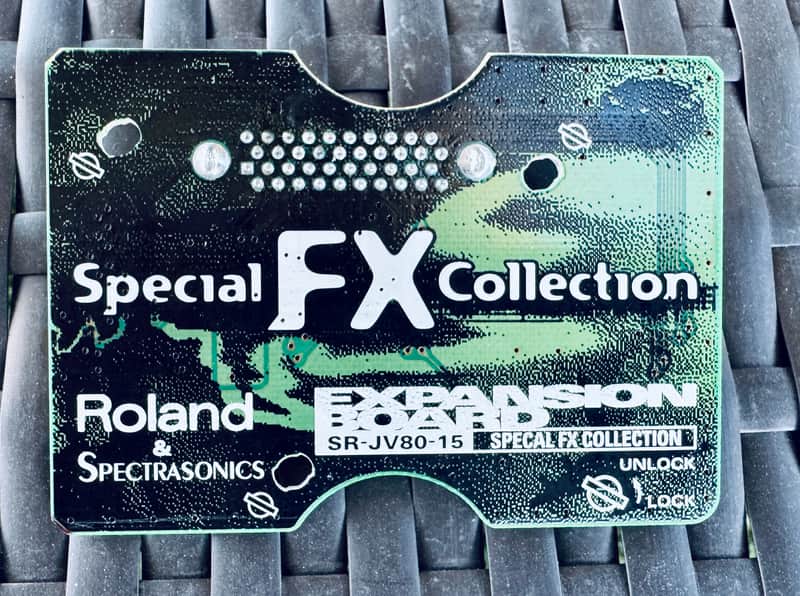 Special FX Collection
Roland
&
SPECTRASONICS
EXPANSION
BOARD
SR-JV80-15 SPECAL FX COLLECTION
UNLOCK
LOCK